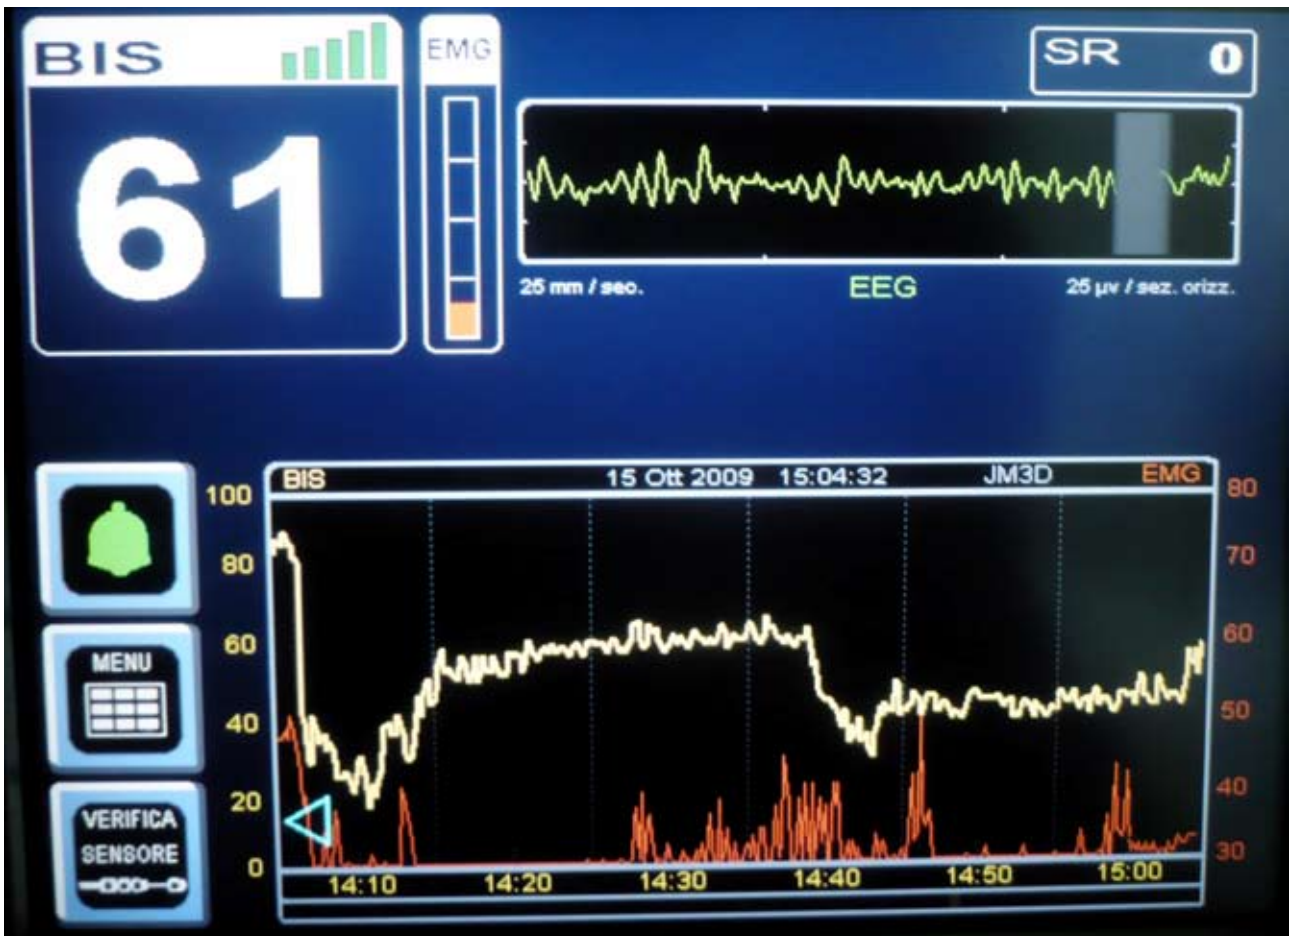 BIS
EMG
SR 0
61
25 mm / sec.
EEG
25 µv / sez. orizz.
BIS 15 Ott 2009 15:04:32 JM3D EMG
100
80
60
40
20
0
80
70
60
50
40
30
MENU
VERIFICA
SENSORE
14:10 14:20 14:30 14:40 14:50 15:00